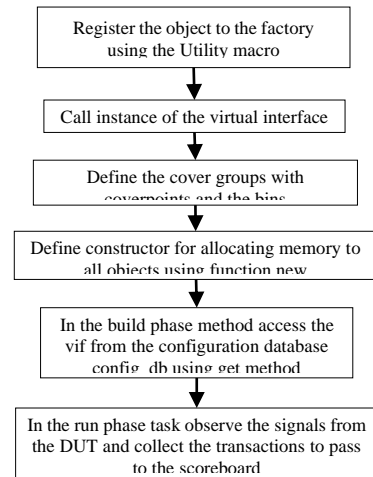 Register the object to the factory
using the Utility macro
Call instance of the virtual interface
Define the cover groups with
coverpoints and the bins
Define constructor for allocating memory to
all objects using function new
In the build phase method access the
vif from the configuration database
config_db using get method
In the run phase task observe the signals from
the DUT and collect the transactions to pass
to the scoreboard